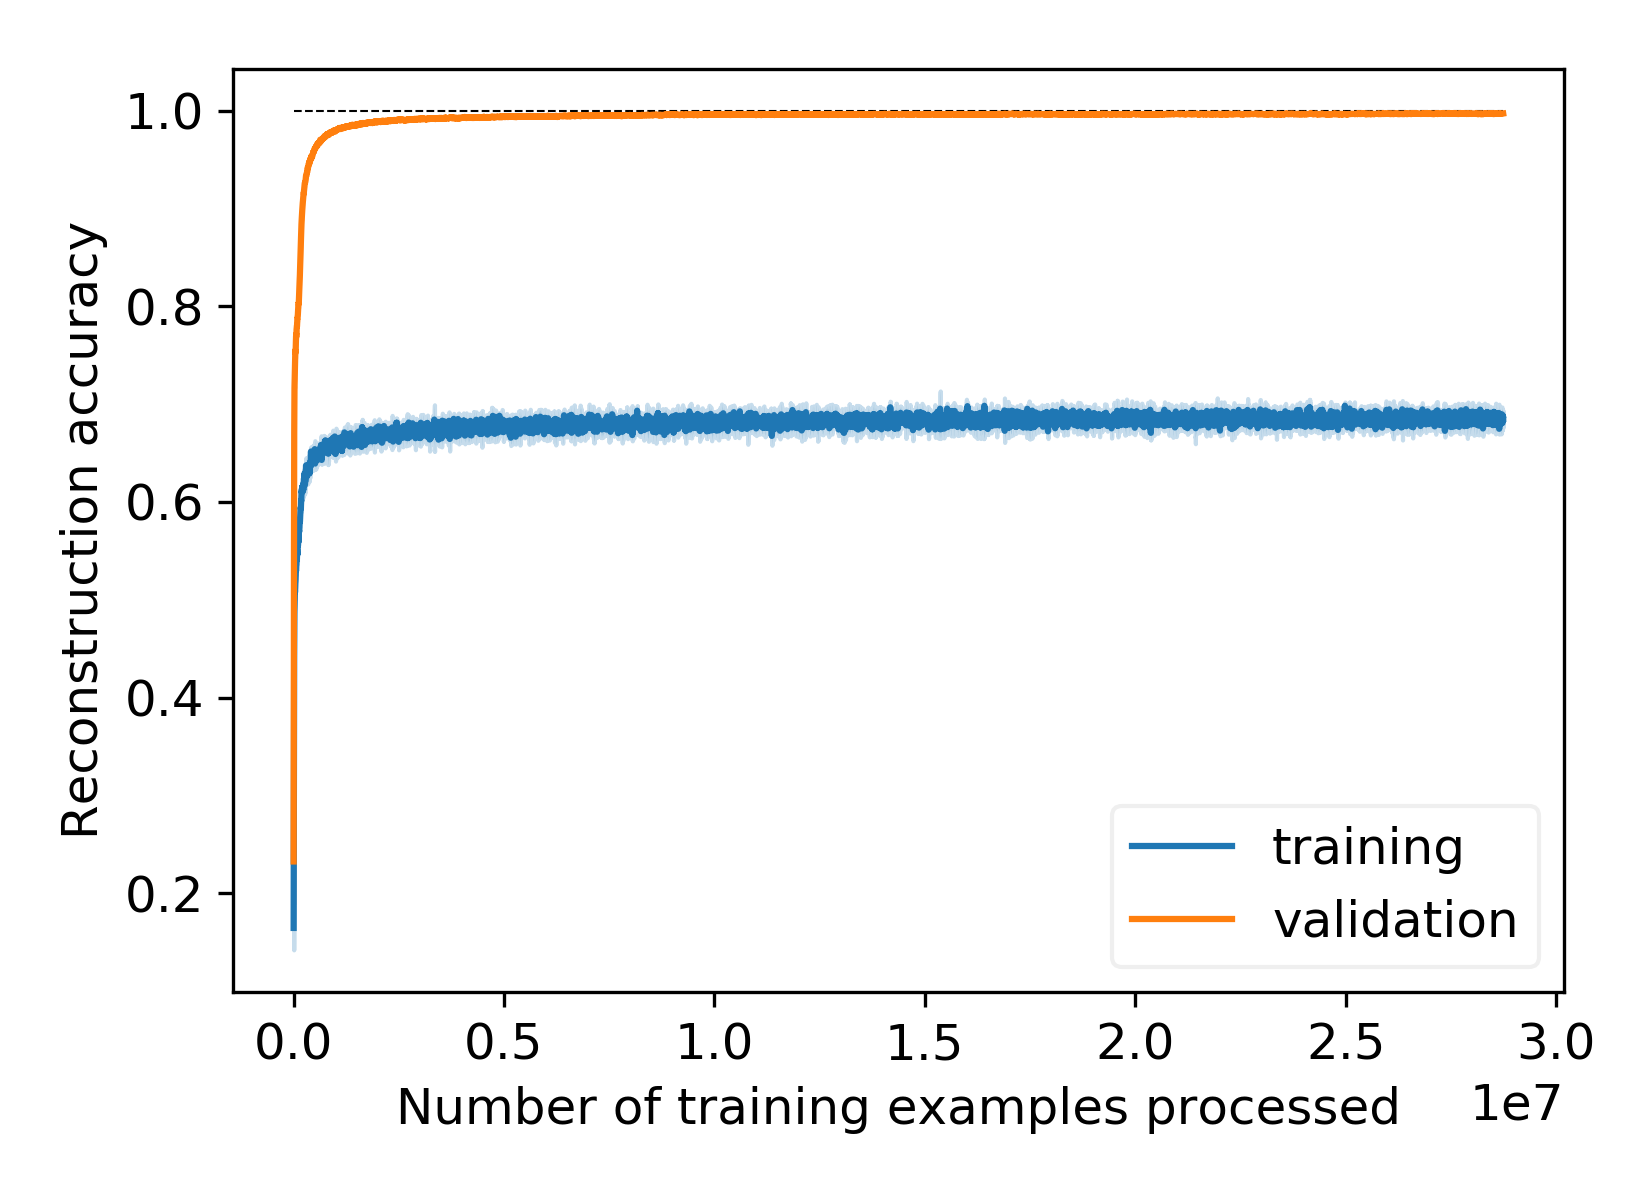 Reconstruction accuracy
1.0
0.8
0.6
0.4
0.2
training
validation
0.0 0.5 1.0 1.5 2.0 2.5 3.0
Number of training examples processed 1e7